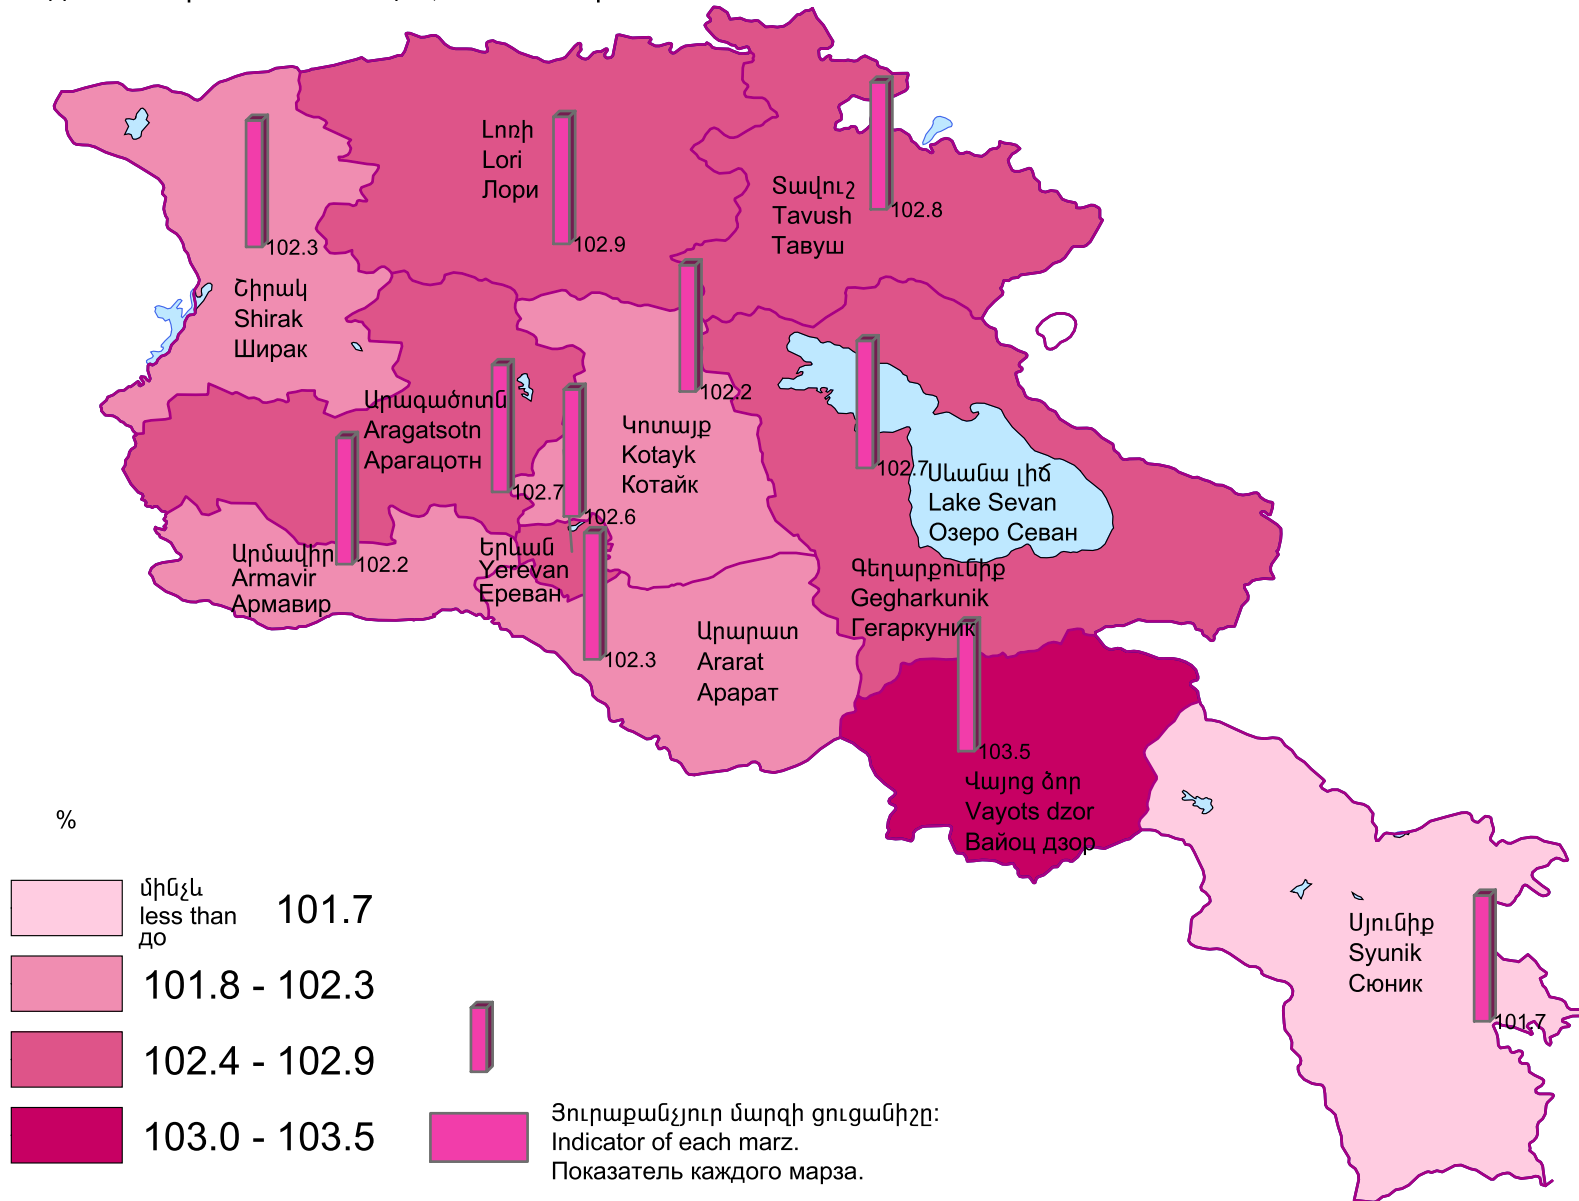 Լոռի
Lori
Лори
102.9
Տավուշ
Tavush
Тавуш
102.8
102.3
Շիրակ
Shirak
Ширак
Արագածոտն
Aragatsotn
Арагацотн
102.7
102.2
Կոտայք
Kotayk
Котайк
102.6
102.7
Սևանա լիճ
Lake Sevan
Озеро Севан
Արմավիր
Armavir
Армавир
102.2
Երևան
Yerevan
Ереван
Գեղարքունիք
Gegharkunik
Гегаркуник
102.3
Արարատ
Ararat
Арарат
103.5
Վայոց ձոր
Vayots dzor
Вайоц дзор
Սյունիք
Syunik
Сюник
101.7
%
մինչև
less than
до
101.7
101.8 - 102.3
102.4 - 102.9
103.0 - 103.5
Յուրաքանչյուր մարզի ցուցանիշը:
Indicator of each marz.
Показатель каждого марза.